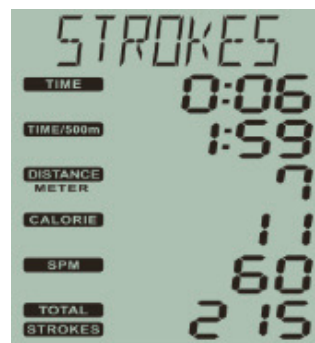 STROKES
TIME 0:06
TIME/500m 1:59
DISTANCE METER 7
CALORIE 11
SPM 60
TOTAL STROKES 215